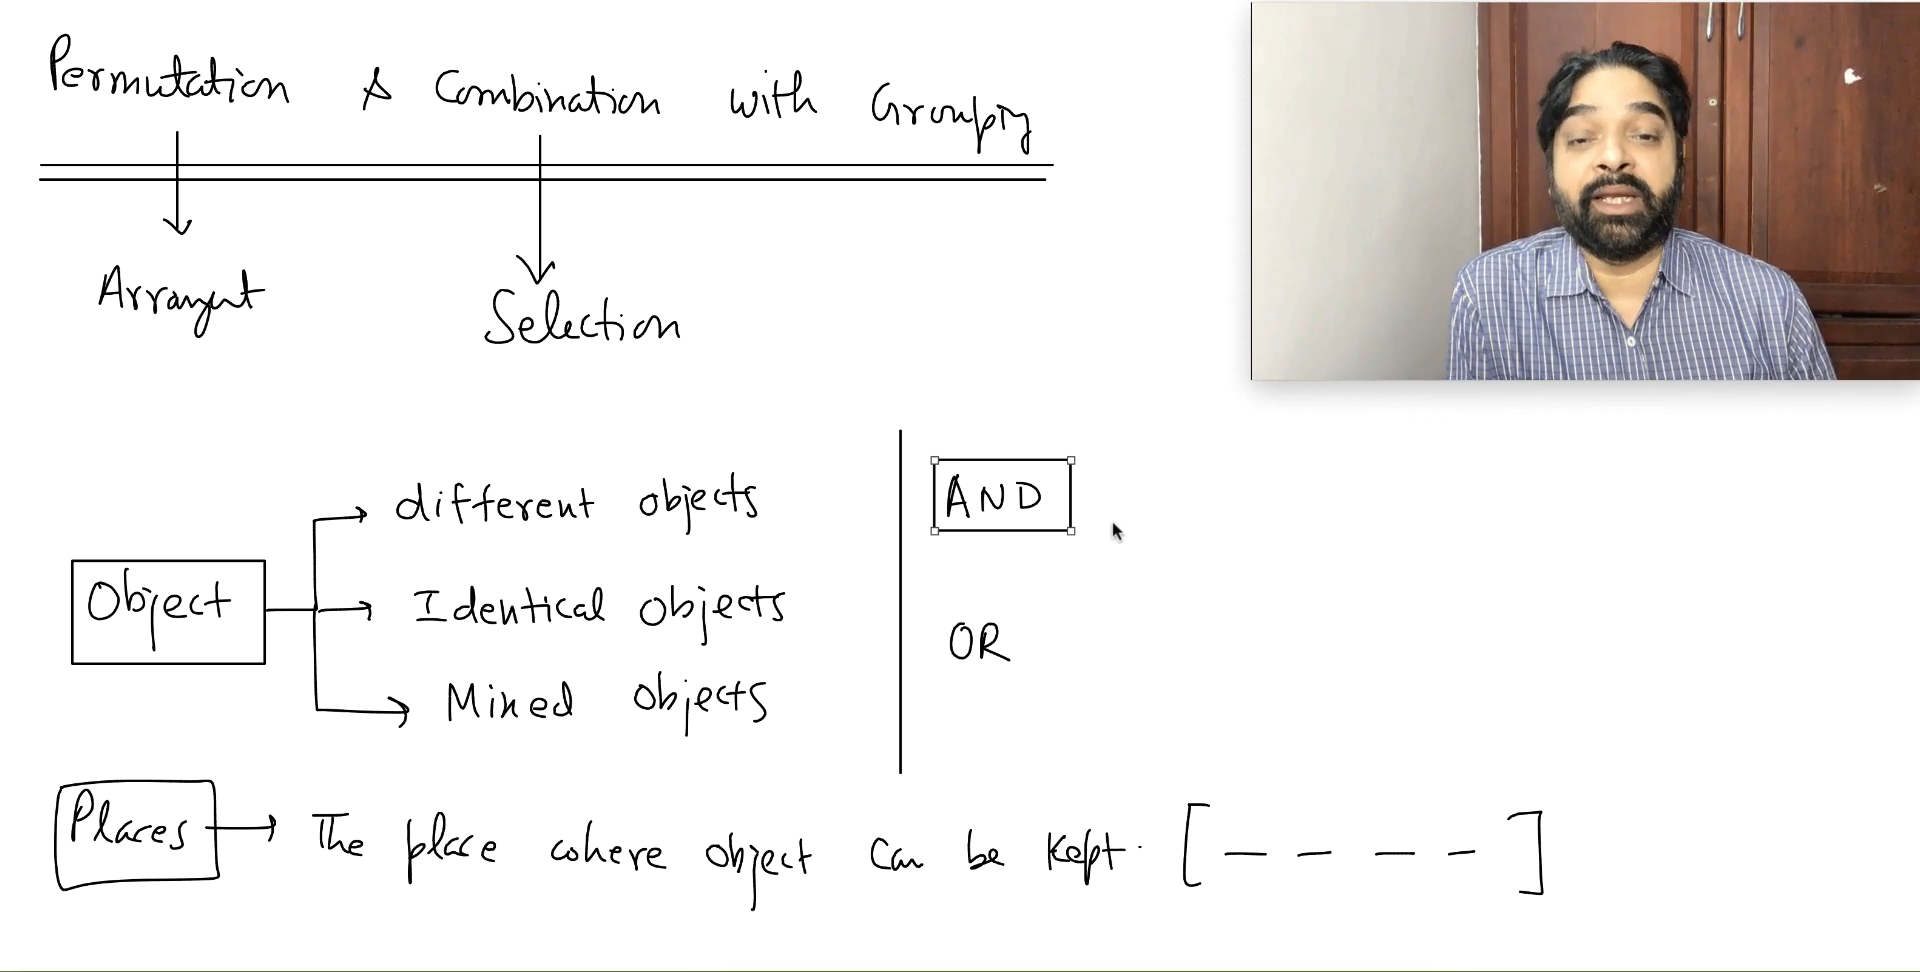 Permutation & Combination with Grouping
Arrangent
Selection
different objects
Object
Identical objects
Mixed objects
AND
OR
Places
The place where object can be kept. [ _ _ _ _ ]